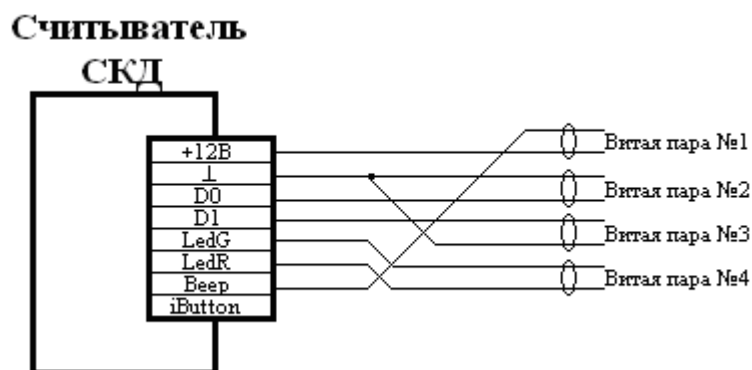 Считыватель
СКД
+12В
⊥
D0
D1
LedG
LedR
Beep
iButton
Витая пара №1
Витая пара №2
Витая пара №3
Витая пара №4